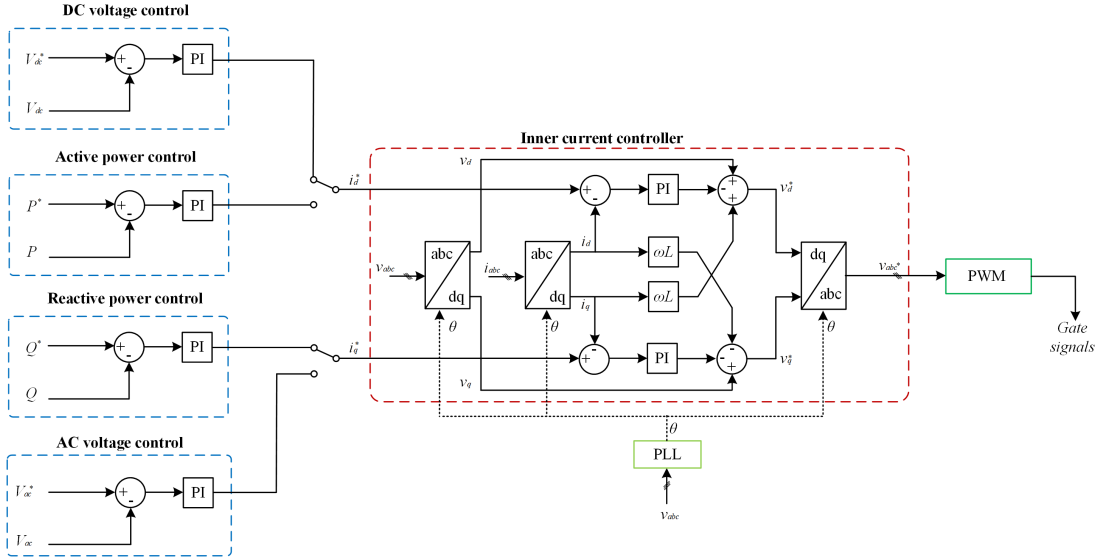 DC voltage control
V*dc
+
-
PI
Vdc
Active power control
P*
+
-
PI
P
Reactive power control
Q*
+
-
PI
Q
AC voltage control
Vac*
+
-
PI
Vac
i*d
i*q
Inner current controller
vd
+
-
PI
-
+
+
v*d
id
abc
dq
vabc
θ
abc
dq
iabc
θ
ωL
ωL
iq
-
+
PI
-
-
+
v*q
vq
dq
abc
θ
vabc*
PWM
Gate
signals
θ
PLL
vabc